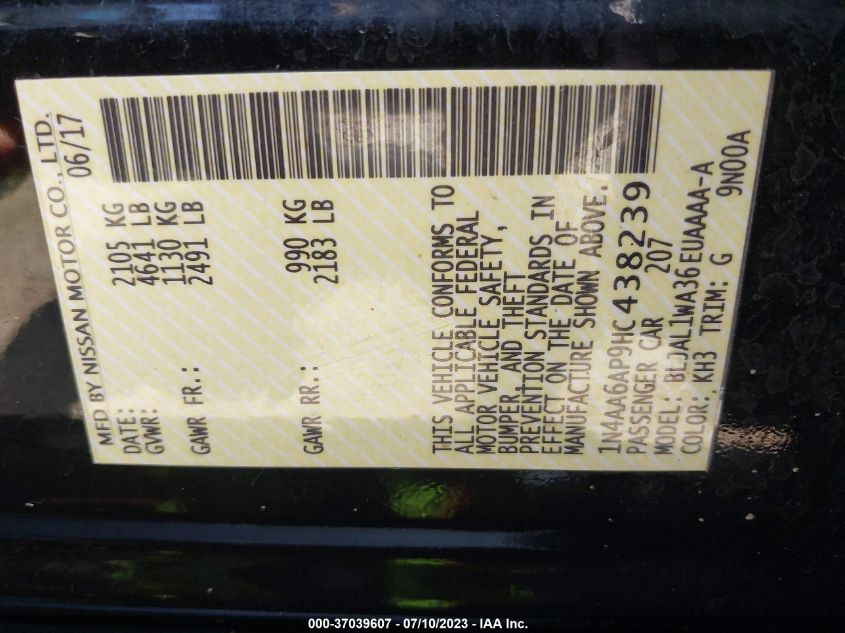 MFD BY NISSAN MOTOR CO., LTD.
DATE: 06/17
GVWR: 2105 KG
4641 LB
GAWR FR.: 1130 KG
2491 LB
GAWR RR.: 990 KG
2183 LB
THIS VEHICLE CONFORMS TO
ALL APPLICABLE FEDERAL
MOTOR VEHICLE SAFETY,
BUMPER, AND THEFT
PREVENTION STANDARDS IN
EFFECT ON THE DATE OF
MANUFACTURE SHOWN ABOVE.
1N4AA6AP9HC438239
PASSENGER CAR 207
MODEL: BLJAL1WA36EUAAAA-A
COLOR: KH3 TRIM: G 9N00A
000-37039607 - 07/10/2023 - IAA Inc.